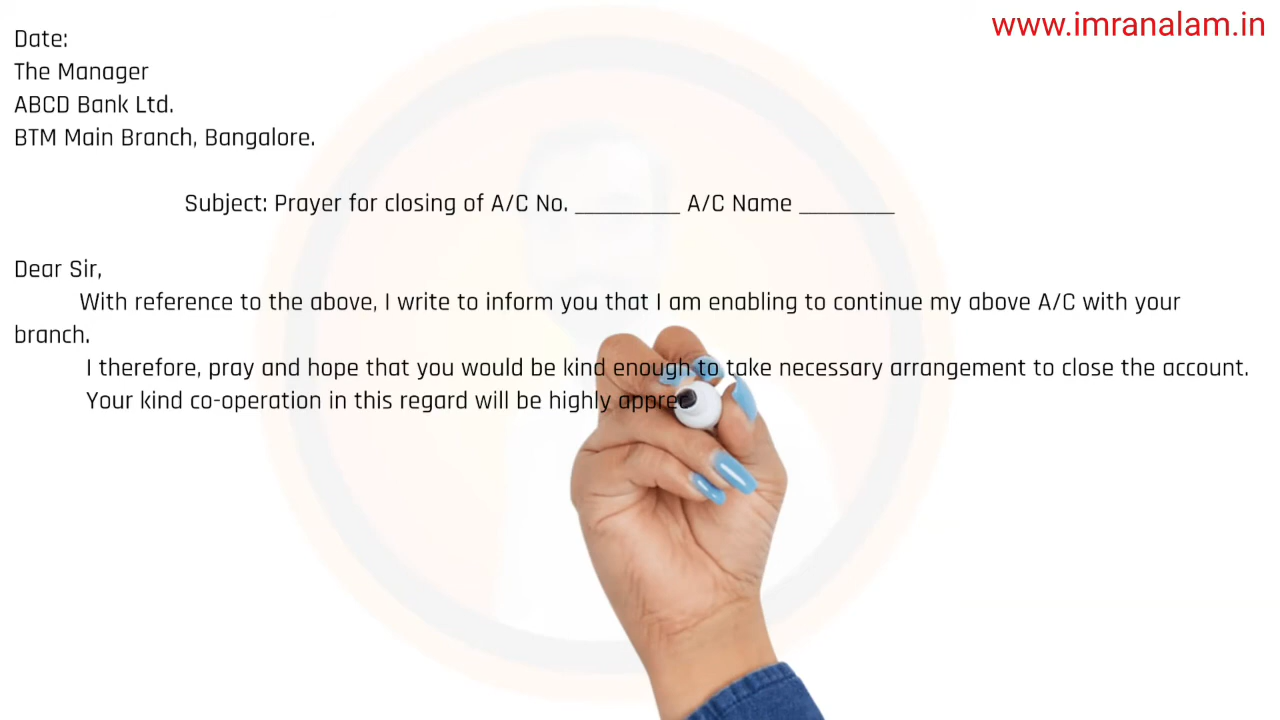 www.imranalam.in
Date:
The Manager
ABCD Bank Ltd.
BTM Main Branch, Bangalore.
Subject: Prayer for closing of A/C No. _________ A/C Name ________
Dear Sir,
With reference to the above, I write to inform you that I am enabling to continue my above A/C with your
branch.
I therefore, pray and hope that you would be kind enough to take necessary arrangement to close the account.
Your kind co-operation in this regard will be highly apprec